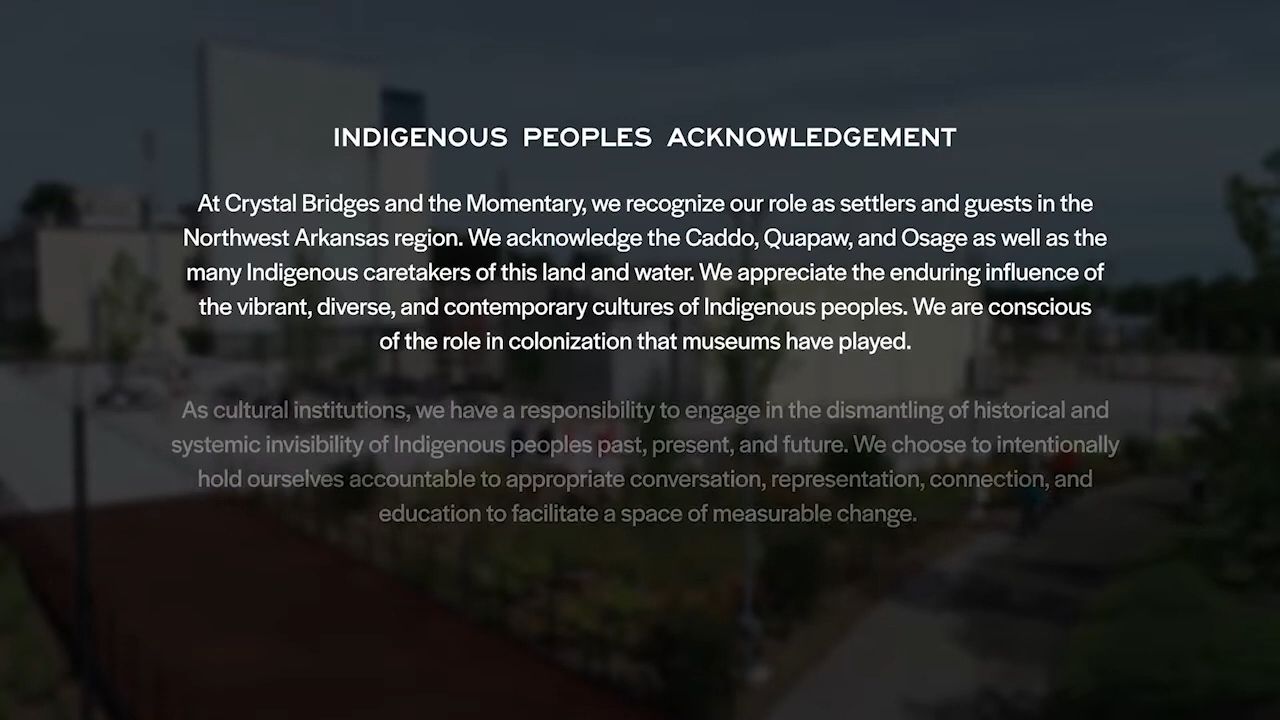 INDIGENOUS PEOPLES ACKNOWLEDGEMENT
At Crystal Bridges and the Momentary, we recognize our role as settlers and guests in the
Northwest Arkansas region. We acknowledge the Caddo, Quapaw, and Osage as well as the
many Indigenous caretakers of this land and water. We appreciate the enduring influence of
the vibrant, diverse, and contemporary cultures of Indigenous peoples. We are conscious
of the role in colonization that museums have played.
As cultural institutions, we have a responsibility to engage in the dismantling of historical and
systemic invisibility of Indigenous peoples past, present, and future. We choose to intentionally
hold ourselves accountable to appropriate conversation, representation, connection, and
education to facilitate a space of measurable change.